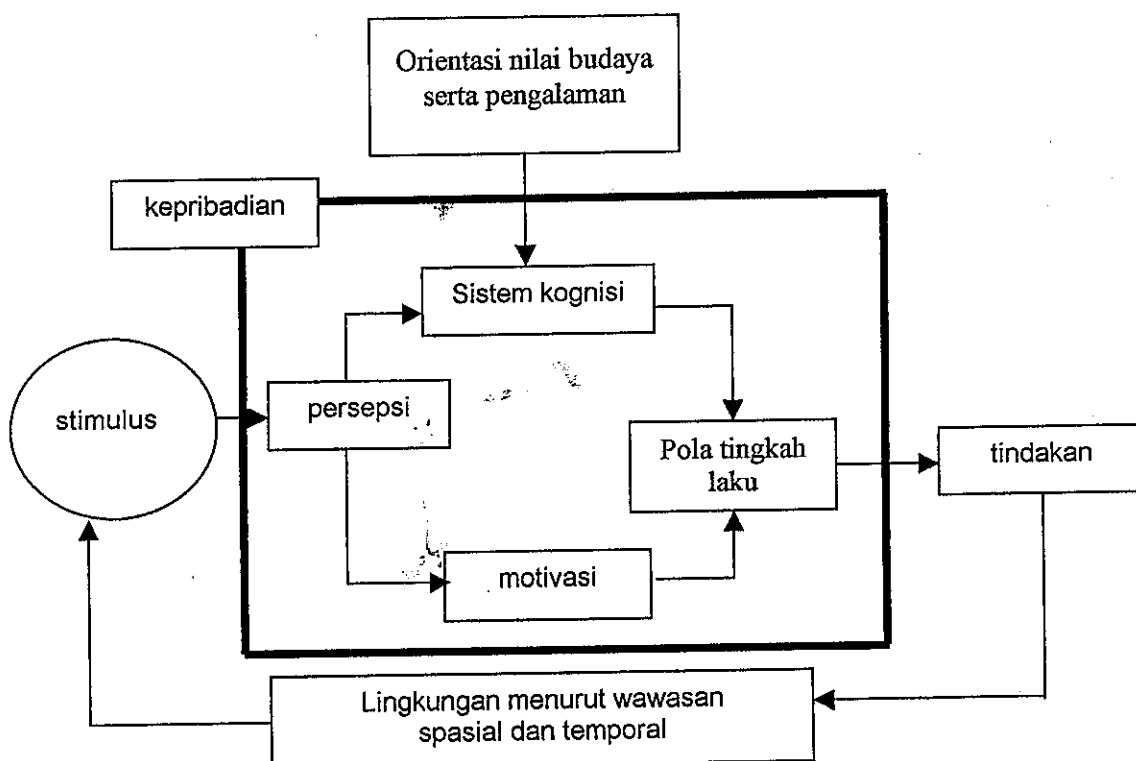 Orientasi nilai budaya
serta pengalaman
kepribadian
Sistem kognisi
stimulus
persepsi
Pola tingkah
laku
tindakan
motivasi
Lingkungan menurut wawasan
spasial dan temporal